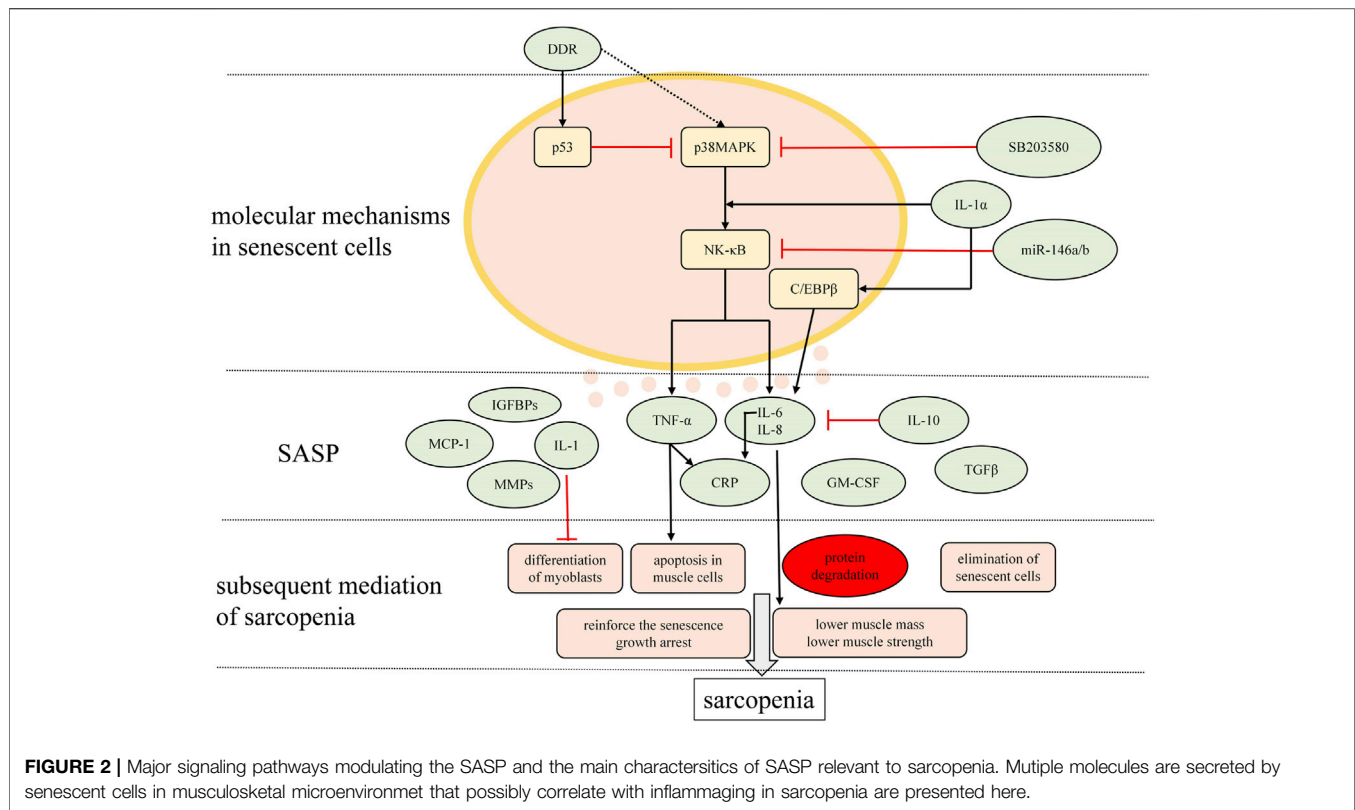 DDR
p53
p38MAPK
SB203580
IL-1α
molecular mechanisms
in senescent cells
NK-κB
miR-146a/b
C/EBPβ
IGFBPs
MCP-1
IL-1
MMPs
SASP
TNF-α
IL-6
IL-8
IL-10
CRP
GM-CSF
TGFβ
differentiation
of myoblasts
apoptosis in
muscle cells
protein
degradation
elimination of
senescent cells
subsequent mediation
of sarcopenia
reinforce the senescence
growth arrest
lower muscle mass
lower muscle strength
sarcopenia
FIGURE 2 | Major signaling pathways modulating the SASP and the main charactersitics of SASP relevant to sarcopenia. Mutiple molecules are secreted by
senescent cells in musculosketal microenvironmet that possibly correlate with inflammaging in sarcopenia are presented here.